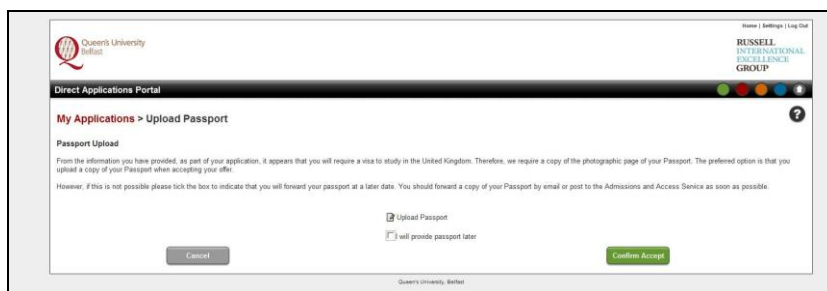 Home | Settings | Log Out
Queen's University
Belfast
RUSSELL
INTERNATIONAL
EXCELLENCE
GROUP
Direct Applications Portal
My Applications > Upload Passport
?
Passport Upload
From the information you have provided, as part of your application, it appears that you will require a visa to study in the United Kingdom. Therefore, we require a copy of the photographic page of your Passport. The preferred option is that you
upload a copy of your Passport when accepting your offer.
However, if this is not possible please tick the box to indicate that you will forward your passport at a later date. You should forward a copy of your Passport by email or post to the Admissions and Access Service as soon as possible.
Upload Passport
I will provide passport later
Cancel
Confirm Accept
Queen's University, Belfast